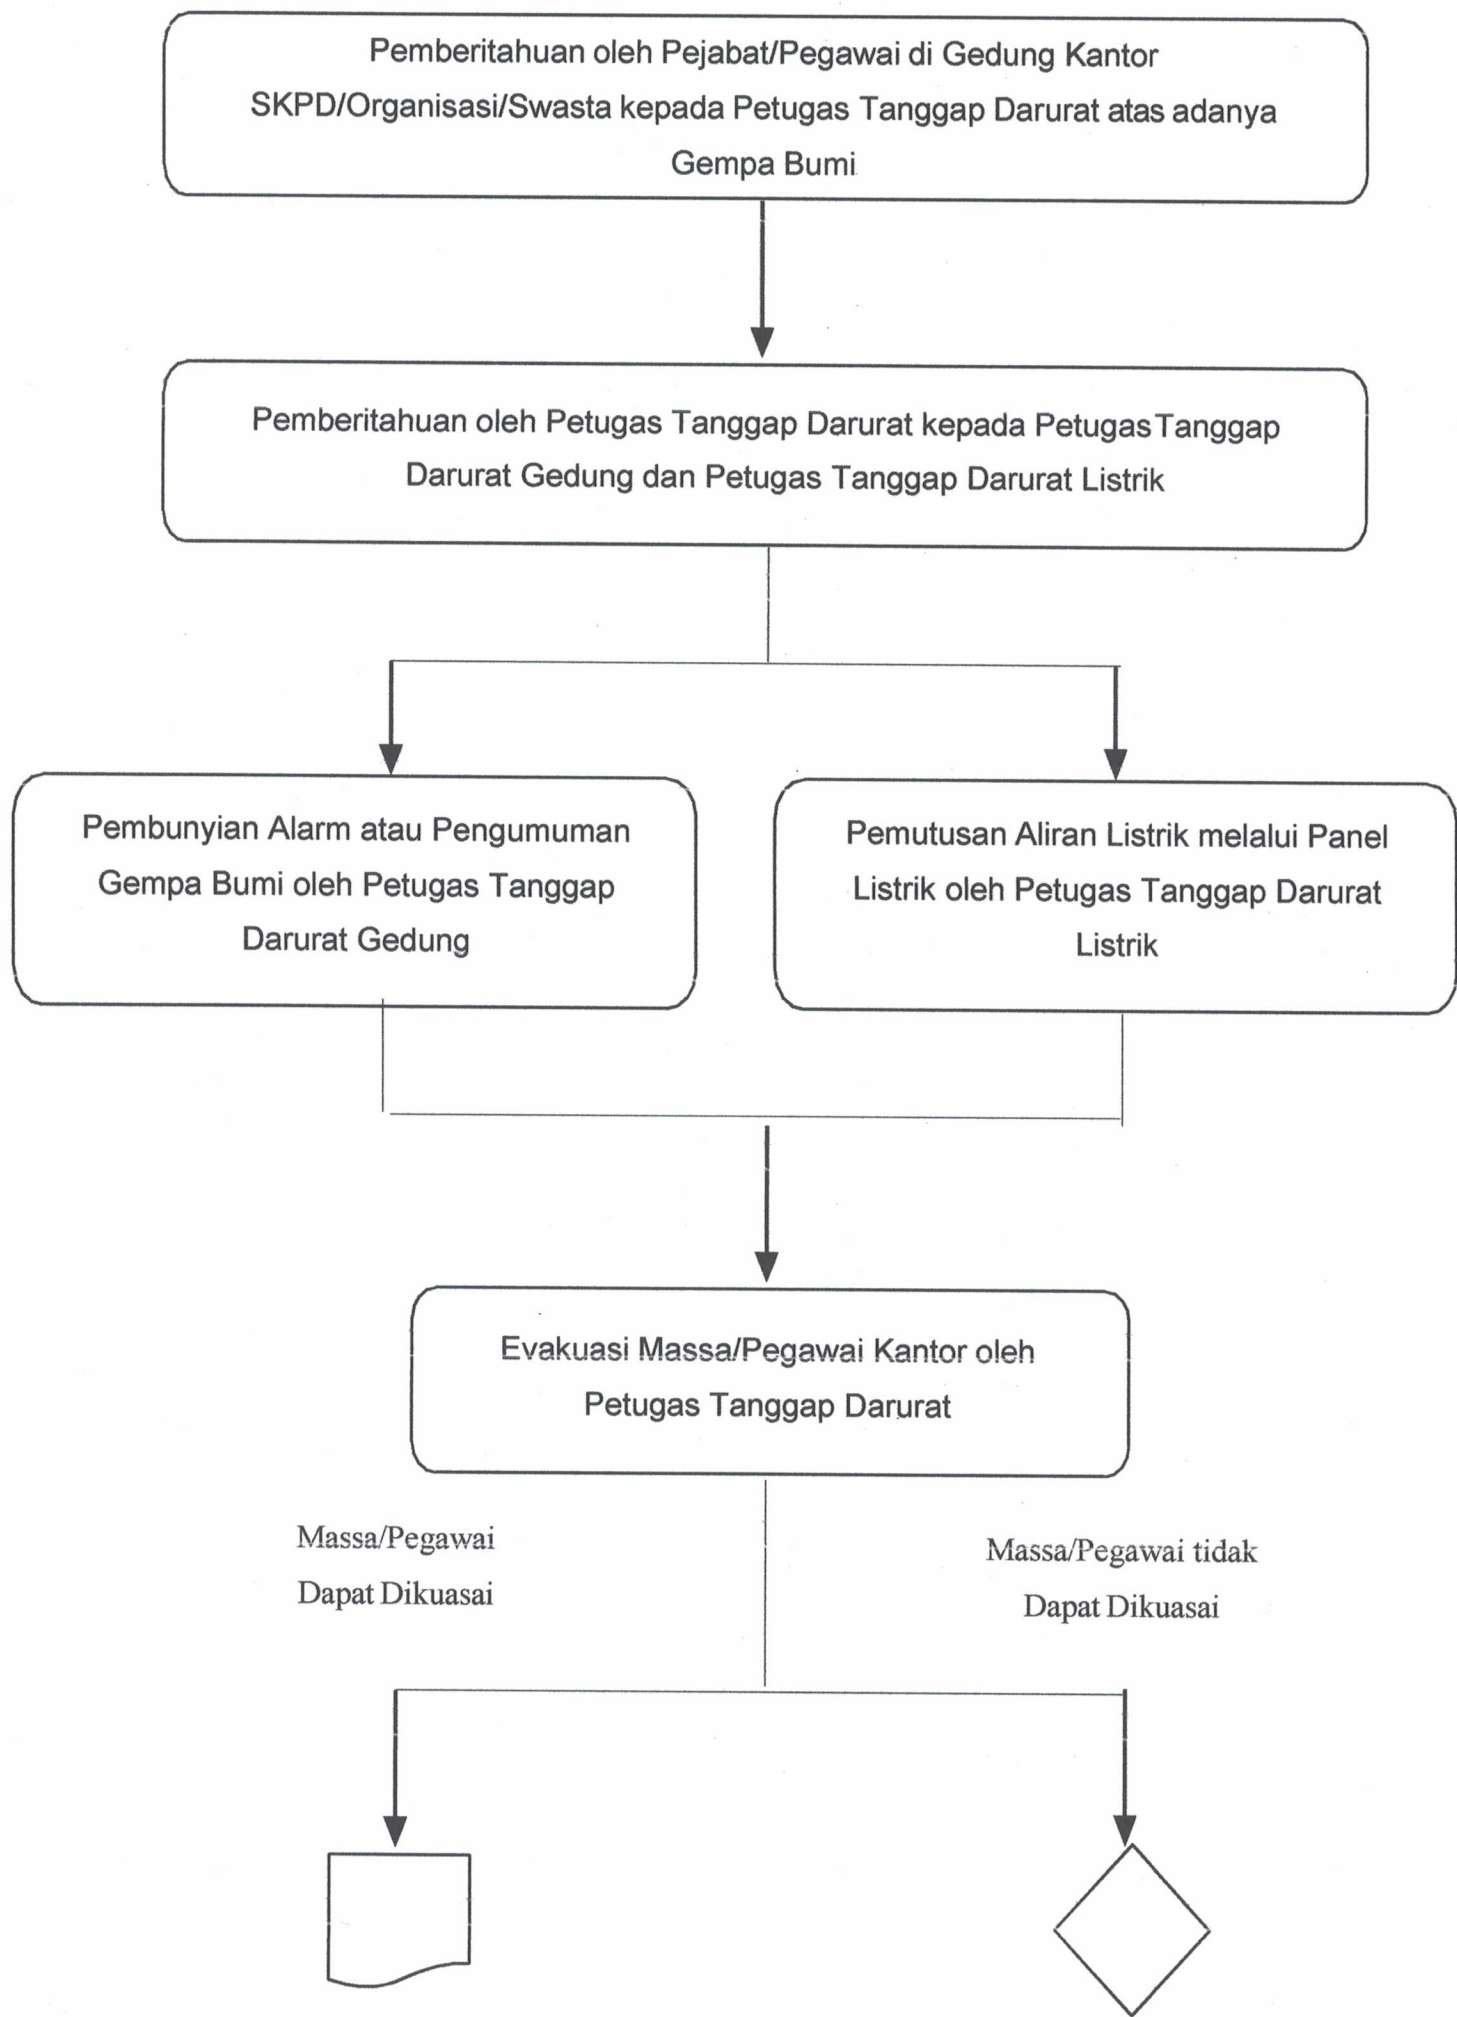 Pemberitahuan oleh Pejabat/Pegawai di Gedung Kantor
SKPD/Organisasi/Swasta kepada Petugas Tanggap Darurat atas adanya
Gempa Bumi
Pemberitahuan oleh Petugas Tanggap Darurat kepada Petugas Tanggap
Darurat Gedung dan Petugas Tanggap Darurat Listrik
Pembunyian Alarm atau Pengumuman
Gempa Bumi oleh Petugas Tanggap
Darurat Gedung
Pemutusan Aliran Listrik melalui Panel
Listrik oleh Petugas Tanggap Darurat
Listrik
Evakuasi Massa/Pegawai Kantor oleh
Petugas Tanggap Darurat
Massa/Pegawai
Dapat Dikuasai
Massa/Pegawai tidak
Dapat Dikuasai